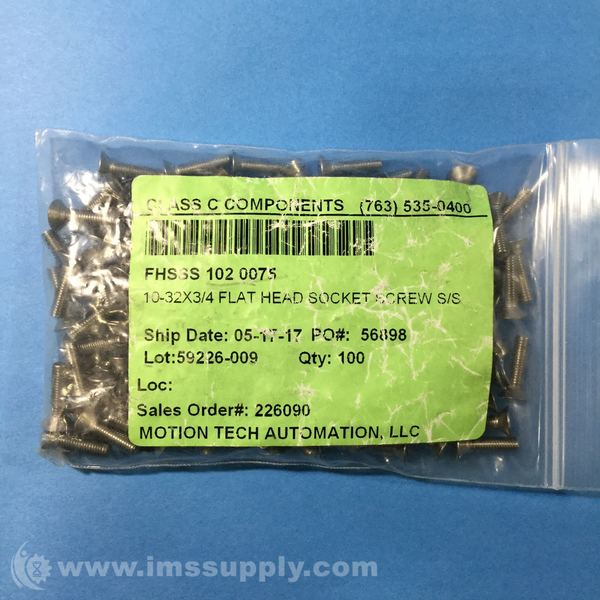 CLASS C COMPONENTS (763) 535-0400
FHSSS 102 0075
10-32X3/4 FLAT HEAD SOCKET SCREW S/S
Ship Date: 05-17-17 PO#: 56898
Lot:59226-009 Qty: 100
Loc:
Sales Order#: 226090
MOTION TECH AUTOMATION, LLC
www.imssupply.com